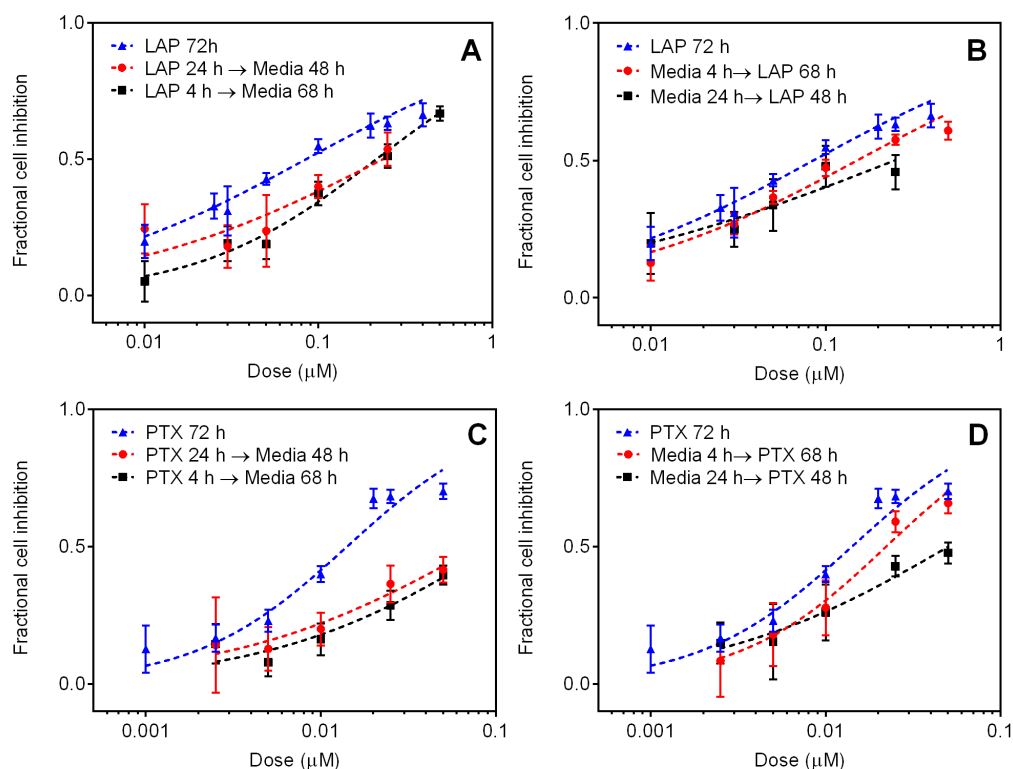 A
LAP 72h
LAP 24 h → Media 48 h
LAP 4 h → Media 68 h
Fractional cell inhibition
1.0
0.5
0.0
0.01
0.1
1
Dose (μM)
B
LAP 72 h
Media 4 h→ LAP 68 h
Media 24 h→ LAP 48 h
Fractional cell inhibition
1.0
0.5
0.0
0.01
0.1
1
Dose (μM)
C
PTX 72 h
PTX 24 h → Media 48 h
PTX 4 h → Media 68 h
Fractional cell inhibition
1.0
0.5
0.0
0.001
0.01
0.1
Dose (μM)
D
PTX 72 h
Media 4 h→ PTX 68 h
Media 24 h→ PTX 48 h
Fractional cell inhibition
1.0
0.5
0.0
0.001
0.01
0.1
Dose (μM)